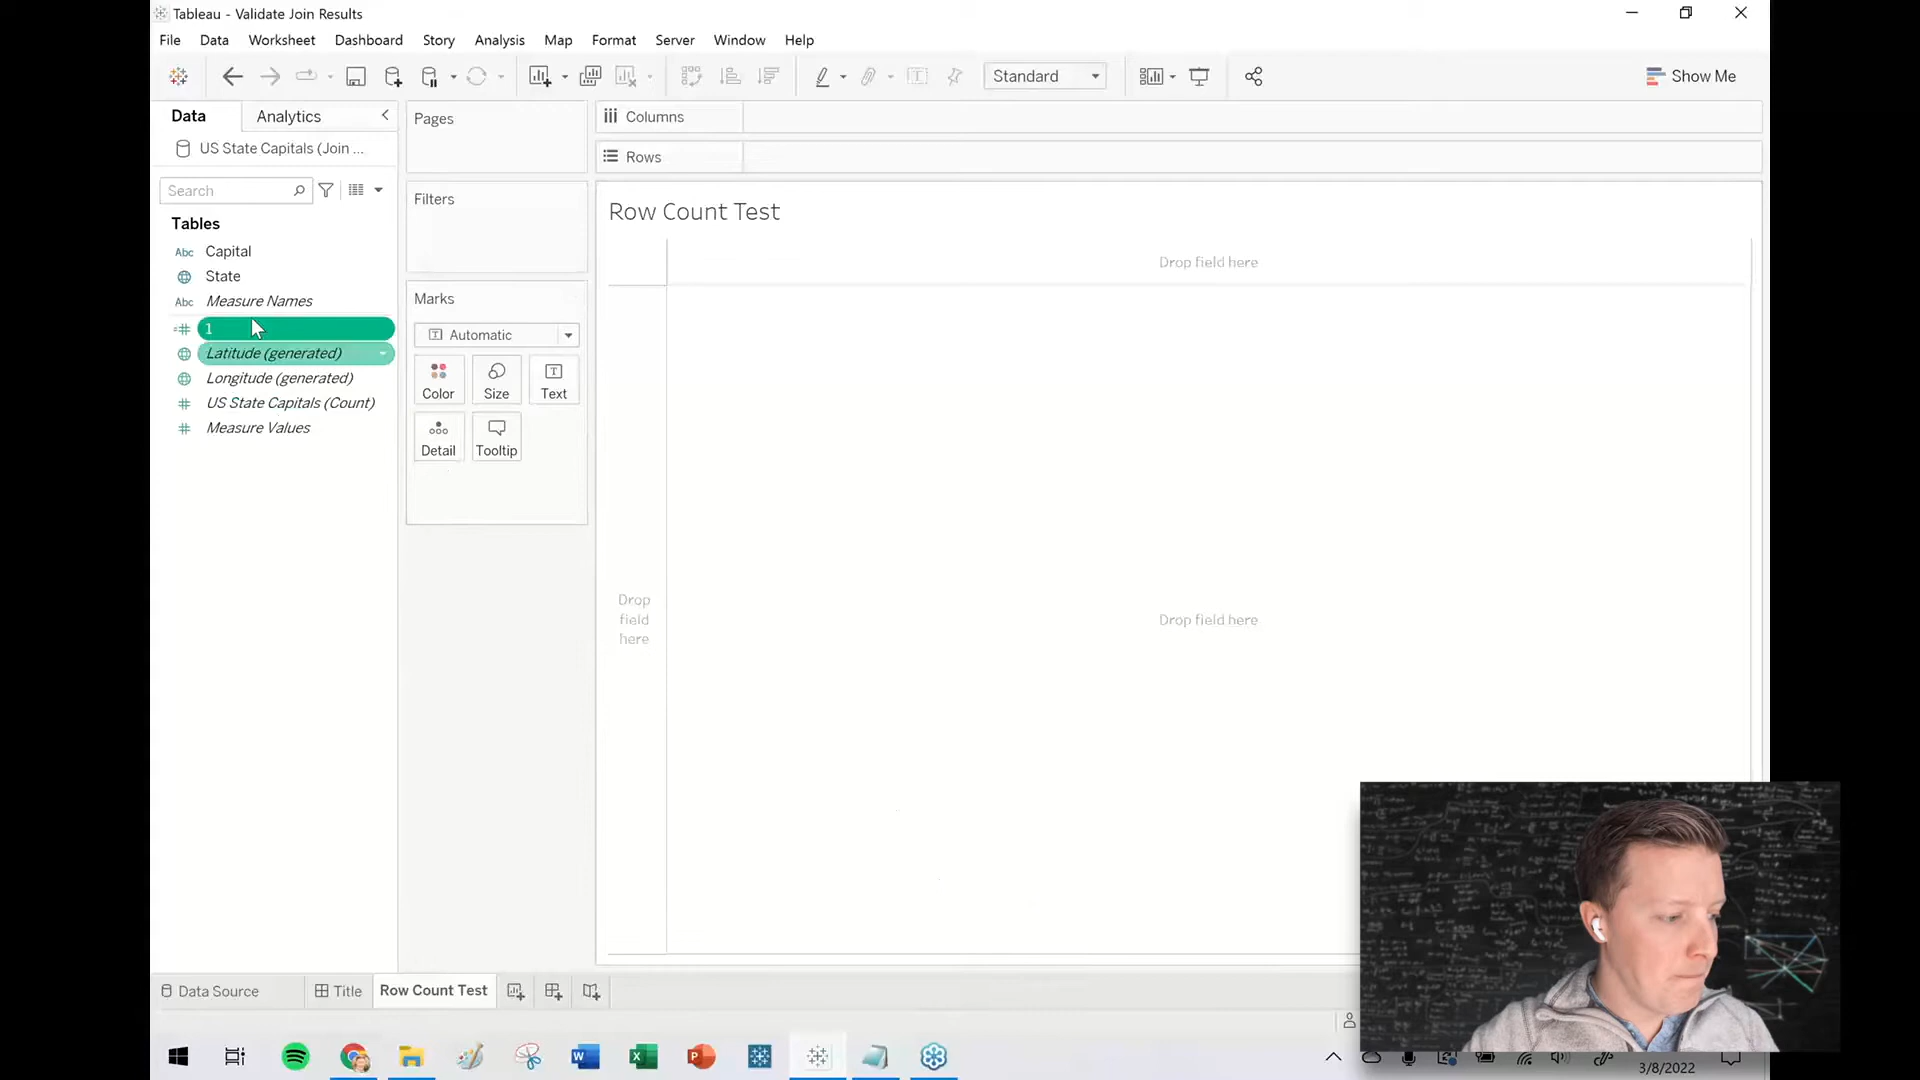 Tableau - Validate Join Results
File Data Worksheet Dashboard Story Analysis Map Format Server Window Help
Standard
Show Me
Data
Analytics
US State Capitals (Join ...
Search
Tables
Abc Capital
State
Abc Measure Names
1
Latitude (generated)
Longitude (generated)
US State Capitals (Count)
Measure Values
Pages
Filters
Marks
Automatic
Color Size Text
Detail Tooltip
Columns
Rows
Row Count Test
Drop field here
Drop
field
here
Drop field here
Data Source
Title
Row Count Test
3/8/2022